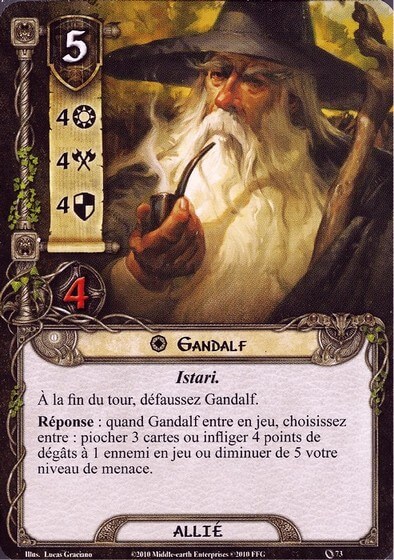 5
4
4
4
4
GANDALF
Istari.
À la fin du tour, défaussez Gandalf.
Réponse : quand Gandalf entre en jeu, choisissez
entre : piocher 3 cartes ou infliger 4 points de
dégâts à 1 ennemi en jeu ou diminuer de 5 votre
niveau de menace.
ALLIÉ
Illus. Lucas Graciano ©2010 Middle-earth Enterprises ©2010 FFG 73